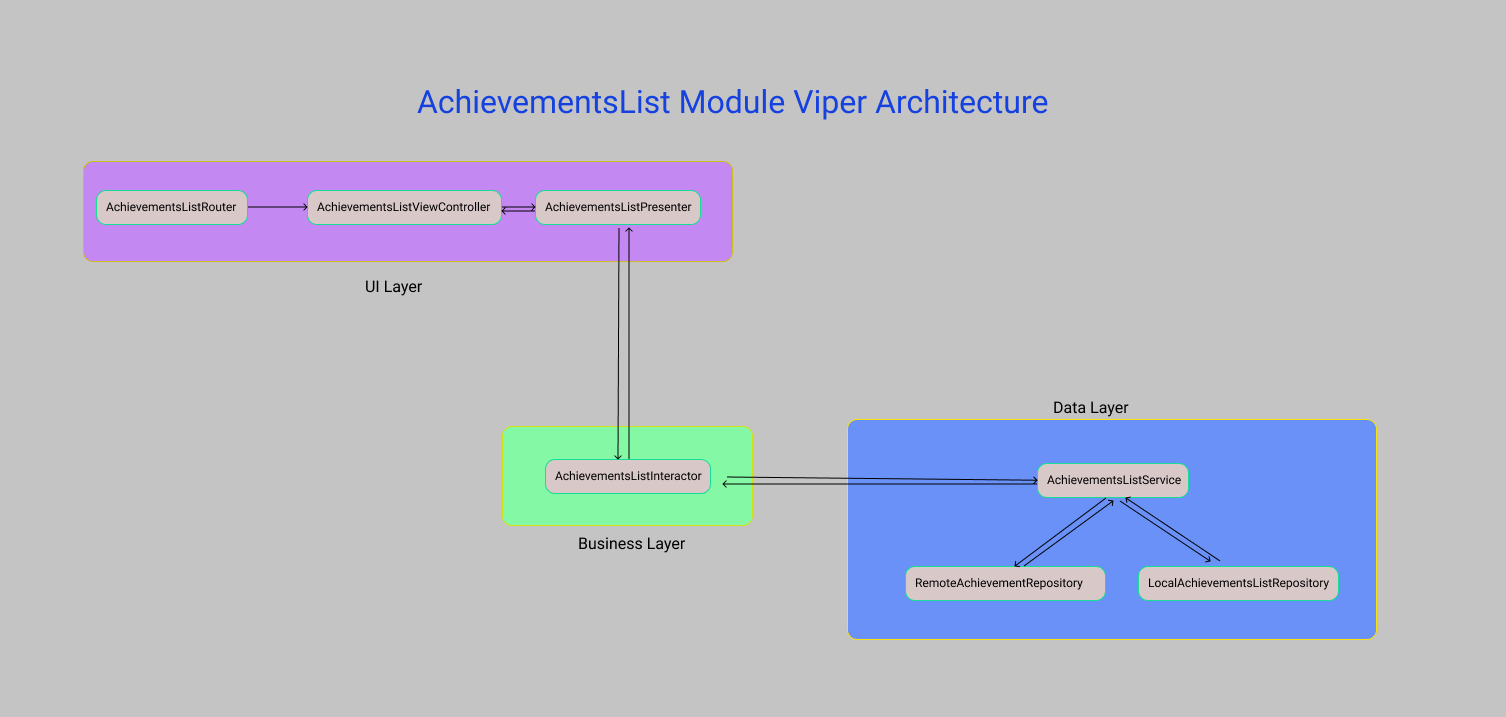 AchievementsList Module Viper Architecture
AchievementsListRouter
AchievementsListViewController
AchievementsListPresenter
UI Layer
Data Layer
AchievementsListInteractor
AchievementsListService
Business Layer
RemoteAchievementRepository
LocalAchievementsListRepository